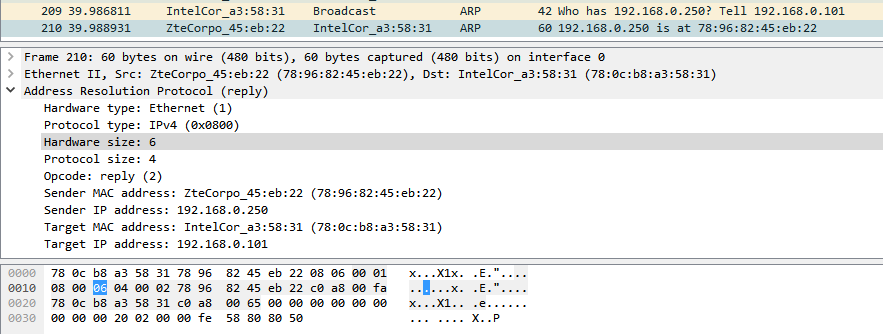 209 39.986811 IntelCor_a3:58:31 Broadcast ARP 42 Who has 192.168.0.250? Tell 192.168.0.101
210 39.988931 ZteCorpo_45:eb:22 IntelCor_a3:58:31 ARP 60 192.168.0.250 is at 78:96:82:45:eb:22
Frame 210: 60 bytes on wire (480 bits), 60 bytes captured (480 bits) on interface 0
Ethernet II, Src: ZteCorpo_45:eb:22 (78:96:82:45:eb:22), Dst: IntelCor_a3:58:31 (78:0c:b8:a3:58:31)
Address Resolution Protocol (reply)
Hardware type: Ethernet (1)
Protocol type: IPv4 (0x0800)
Hardware size: 6
Protocol size: 4
Opcode: reply (2)
Sender MAC address: ZteCorpo_45:eb:22 (78:96:82:45:eb:22)
Sender IP address: 192.168.0.250
Target MAC address: IntelCor_a3:58:31 (78:0c:b8:a3:58:31)
Target IP address: 192.168.0.101
0000 78 0c b8 a3 58 31 78 96 82 45 eb 22 08 06 00 01 x...X1x. .E."....
0010 08 00 06 04 00 02 78 96 82 45 eb 22 c0 a8 00 fa ......x. .E."....
0020 78 0c b8 a3 58 31 c0 a8 00 65 00 00 00 00 00 00 x...X1.. .e......
0030 00 00 00 20 02 00 00 fe 58 80 80 50 ... .... X..P